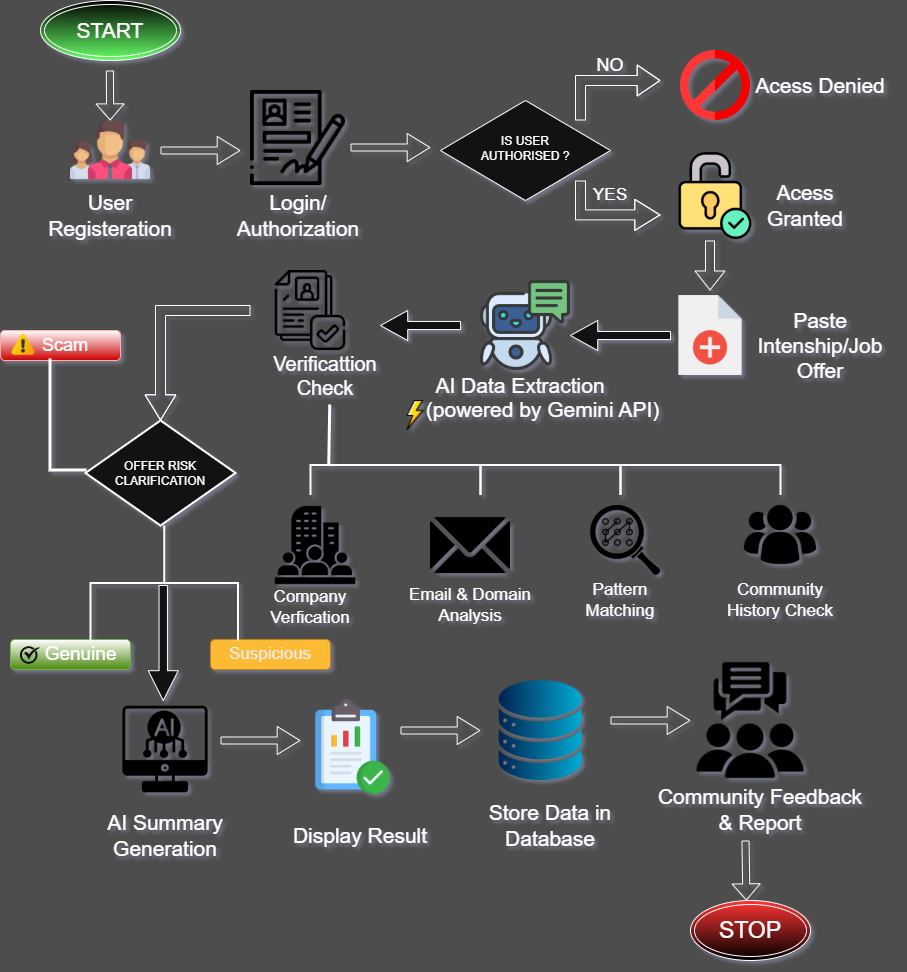 START
NO
Acess Denied
IS USER
AUTHORISED ?
YES
User
Registeration
Login/
Authorization
Acess
Granted
Scam
Verificattion
Check
AI Data Extraction
(powered by Gemini API)
Paste
Intenship/Job
Offer
OFFER RISK
CLARIFICATION
Company
Verfication
Email & Domain
Analysis
Pattern
Matching
Community
History Check
Genuine
Suspicious
AI
AI Summary
Generation
Display Result
Store Data in
Database
Community Feedback
& Report
STOP